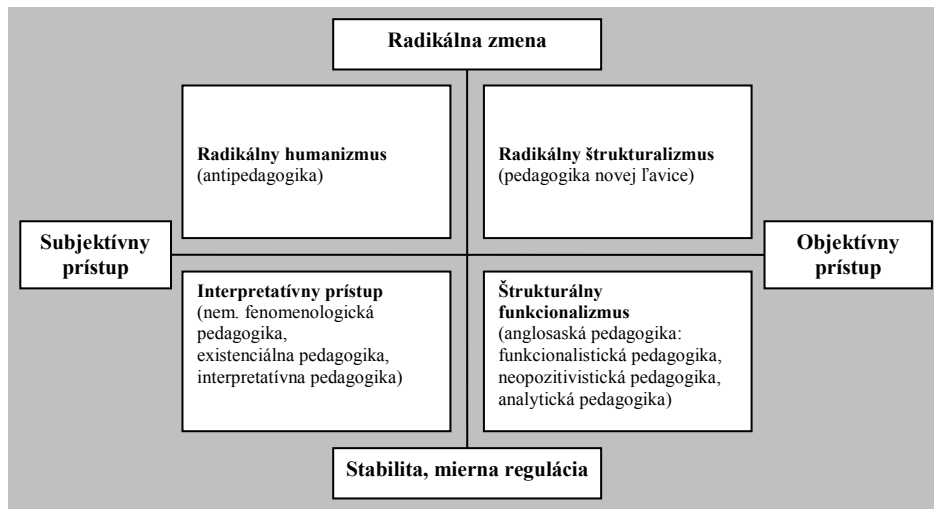 Radikálna zmena
Radikálny humanizmus
(antipedagogika)
Radikálny štrukturalizmus
(pedagogika novej ľavice)
Subjektívny
prístup
Objektívny
prístup
Interpretatívny prístup
(nem. fenomenologická
pedagogika,
existenciálna pedagogika,
interpretatívna pedagogika)
Štrukturálny
funkcionalizmus
(anglosaská pedagogika:
funkcionalistická pedagogika,
neopozitivistická pedagogika,
analytická pedagogika)
Stabilita, mierna regulácia